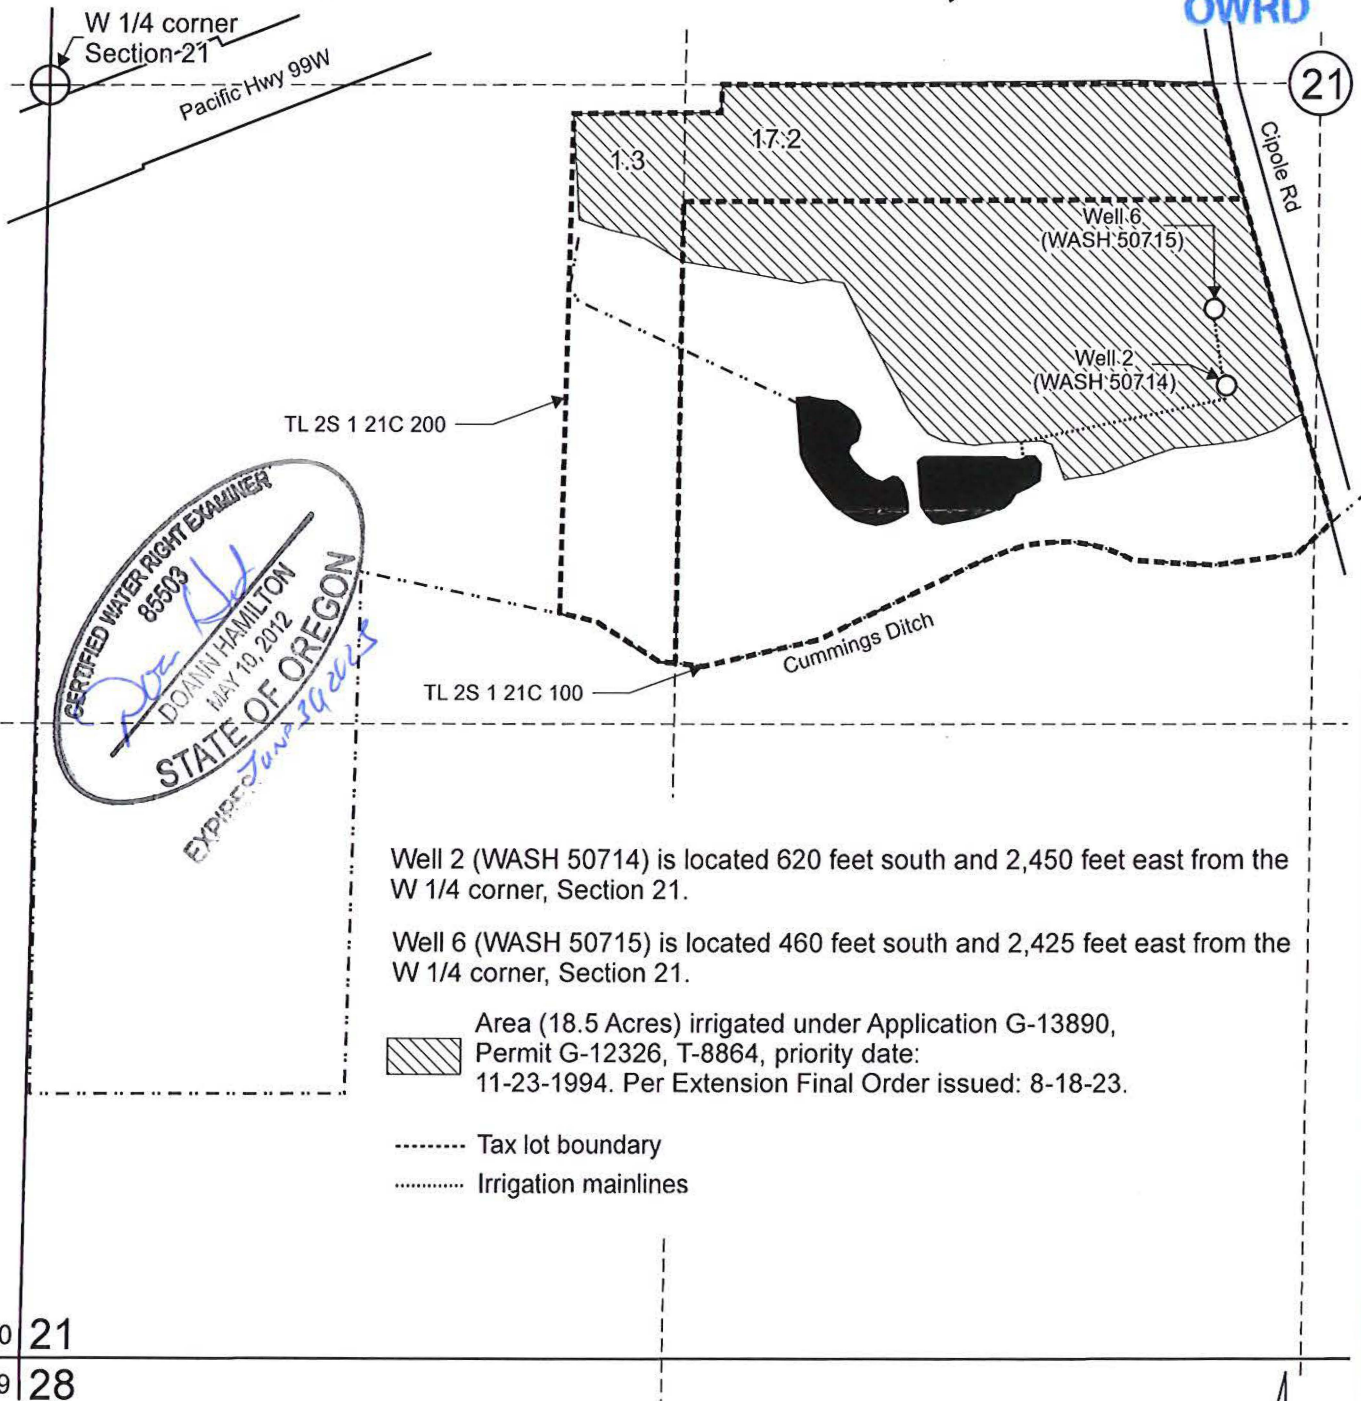 OWRD
W 1/4 corner
Section 21
Pacific Hwy 99W
21
Cipole Rd
17.2
1.3
Well 6
(WASH 50715)
Well 2
(WASH 50714)
TL 2S 1 21C 200
CERTIFIED WATER RIGHT EXAMINER
85503
DOANN HAMILTON
MAY 10, 2012
STATE OF OREGON
EXPIRES June 30 2025
Cummings Ditch
TL 2S 1 21C 100
Well 2 (WASH 50714) is located 620 feet south and 2,450 feet east from the
W 1/4 corner, Section 21.
Well 6 (WASH 50715) is located 460 feet south and 2,425 feet east from the
W 1/4 corner, Section 21.
Area (18.5 Acres) irrigated under Application G-13890,
Permit G-12326, T-8864, priority date:
11-23-1994. Per Extension Final Order issued: 8-18-23.
Tax lot boundary
Irrigation mainlines
0 21
9 28